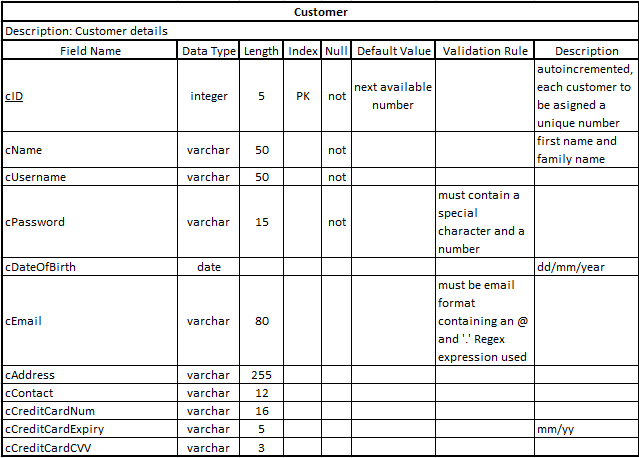 Customer
Description: Customer details
Field Name Data Type Length Index Null Default Value Validation Rule Description
cID integer 5 PK not next available number autoincremented, each customer to be asigned a unique number
cName varchar 50 not first name and family name
cUsername varchar 50 not
cPassword varchar 15 not must contain a special character and a number
cDateOfBirth date dd/mm/year
cEmail varchar 80 must be email format containing an @ and '.' Regex expression used
cAddress varchar 255
cContact varchar 12
cCreditCardNum varchar 16
cCreditCardExpiry varchar 5 mm/yy
cCreditCardCVV varchar 3